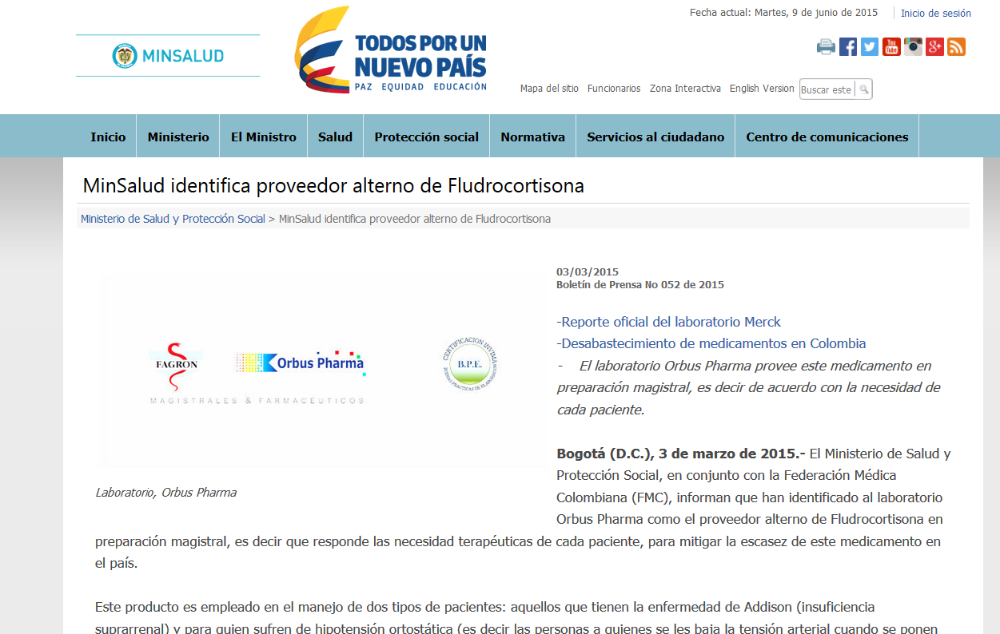 Fecha actual: Martes, 9 de junio de 2015 Inicio de sesión
MINSALUD
TODOS POR UN
NUEVO PAÍS
PAZ EQUIDAD EDUCACIÓN
Mapa del sitio Funcionarios Zona Interactiva English Version Buscar este
Inicio Ministerio El Ministro Salud Protección social Normativa Servicios al ciudadano Centro de comunicaciones
MinSalud identifica proveedor alterno de Fludrocortisona
Ministerio de Salud y Protección Social > MinSalud identifica proveedor alterno de Fludrocortisona
03/03/2015
Boletín de Prensa No 052 de 2015
-Reporte oficial del laboratorio Merck
-Desabastecimiento de medicamentos en Colombia
- El laboratorio Orbus Pharma provee este medicamento en
preparación magistral, es decir de acuerdo con la necesidad de
cada paciente.
FAGRON
Orbus Pharma
MAGISTRALES & FARMACEUTICOS
CERTIFICACION INVIMA
B.P.E.
BUENAS PRACTICAS DE ELABORACION
Laboratorio, Orbus Pharma
Bogotá (D.C.), 3 de marzo de 2015.- El Ministerio de Salud y
Protección Social, en conjunto con la Federación Médica
Colombiana (FMC), informan que han identificado al laboratorio
Orbus Pharma como el proveedor alterno de Fludrocortisona en
preparación magistral, es decir que responde las necesidad terapéuticas de cada paciente, para mitigar la escasez de este medicamento en
el país.
Este producto es empleado en el manejo de dos tipos de pacientes: aquellos que tienen la enfermedad de Addison (insuficiencia
suprarrenal) y para quien sufren de hipotensión ortostática (es decir las personas a quienes se les baja la tensión arterial cuando se ponen